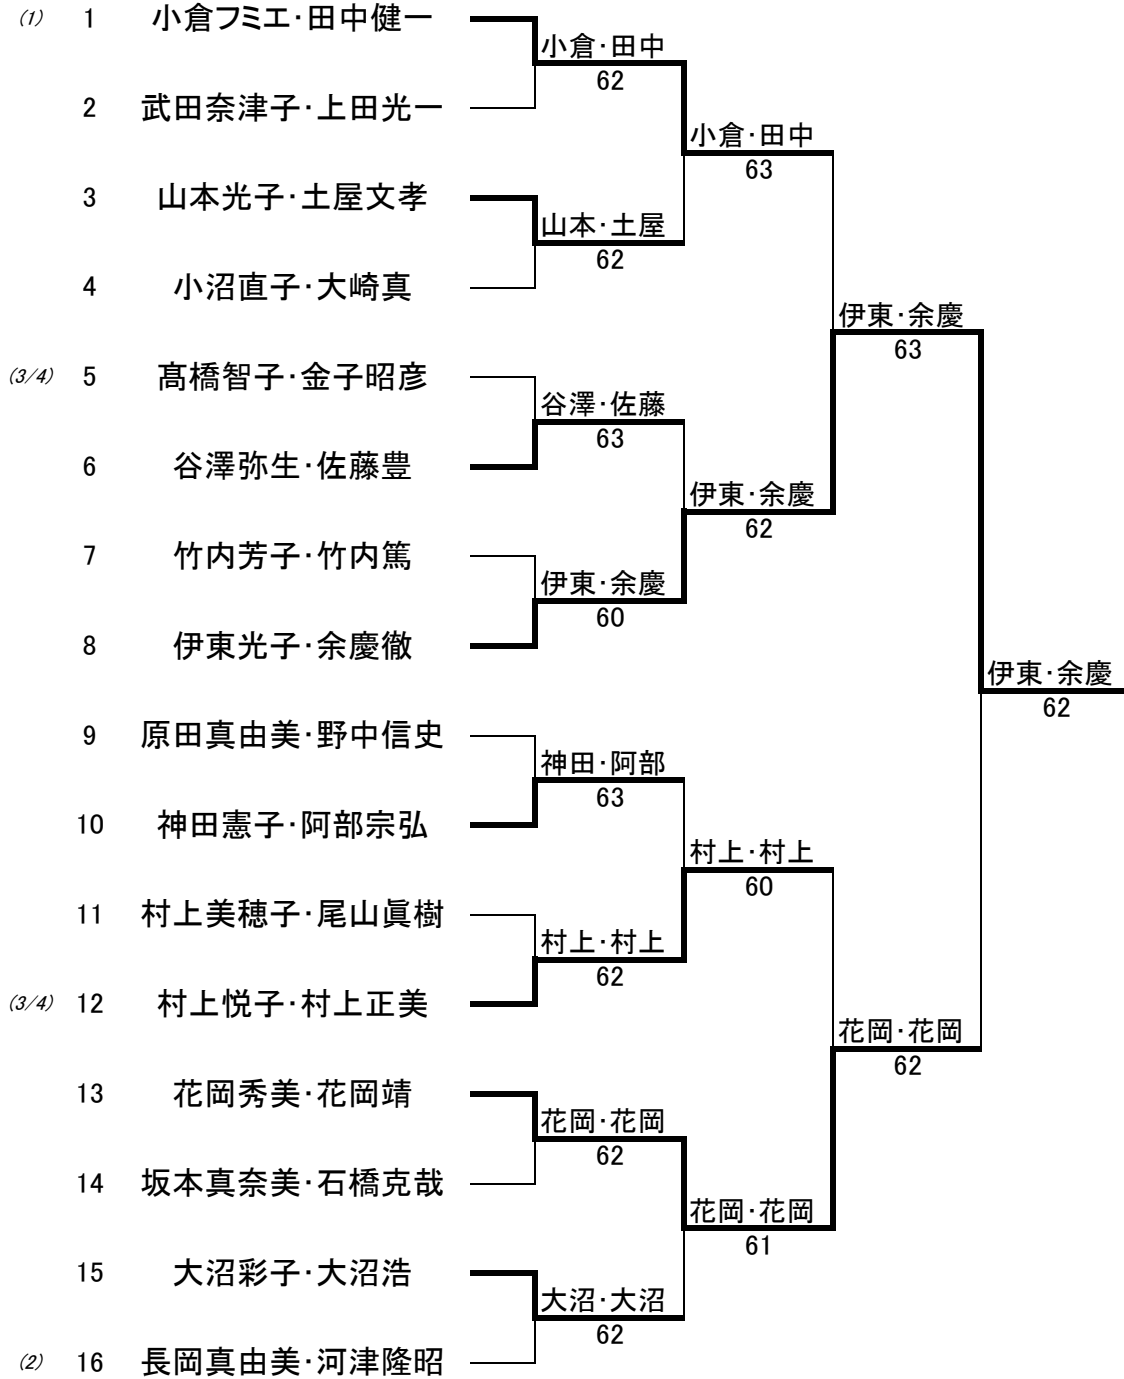 (1) 1 小倉フミエ・田中健一
小倉・田中
62
2 武田奈津子・上田光一
小倉・田中
63
3 山本光子・土屋文孝
山本・土屋
62
4 小沼直子・大崎真
伊東・余慶
63
(3/4) 5 髙橋智子・金子昭彦
谷澤・佐藤
63
6 谷澤弥生・佐藤豊
伊東・余慶
62
7 竹内芳子・竹内篤
伊東・余慶
60
8 伊東光子・余慶徹
伊東・余慶
62
9 原田真由美・野中信史
神田・阿部
63
10 神田憲子・阿部宗弘
村上・村上
60
11 村上美穂子・尾山眞樹
村上・村上
62
(3/4) 12 村上悦子・村上正美
花岡・花岡
62
13 花岡秀美・花岡靖
花岡・花岡
62
14 坂本真奈美・石橋克哉
花岡・花岡
61
15 大沼彩子・大沼浩
大沼・大沼
62
(2) 16 長岡真由美・河津隆昭